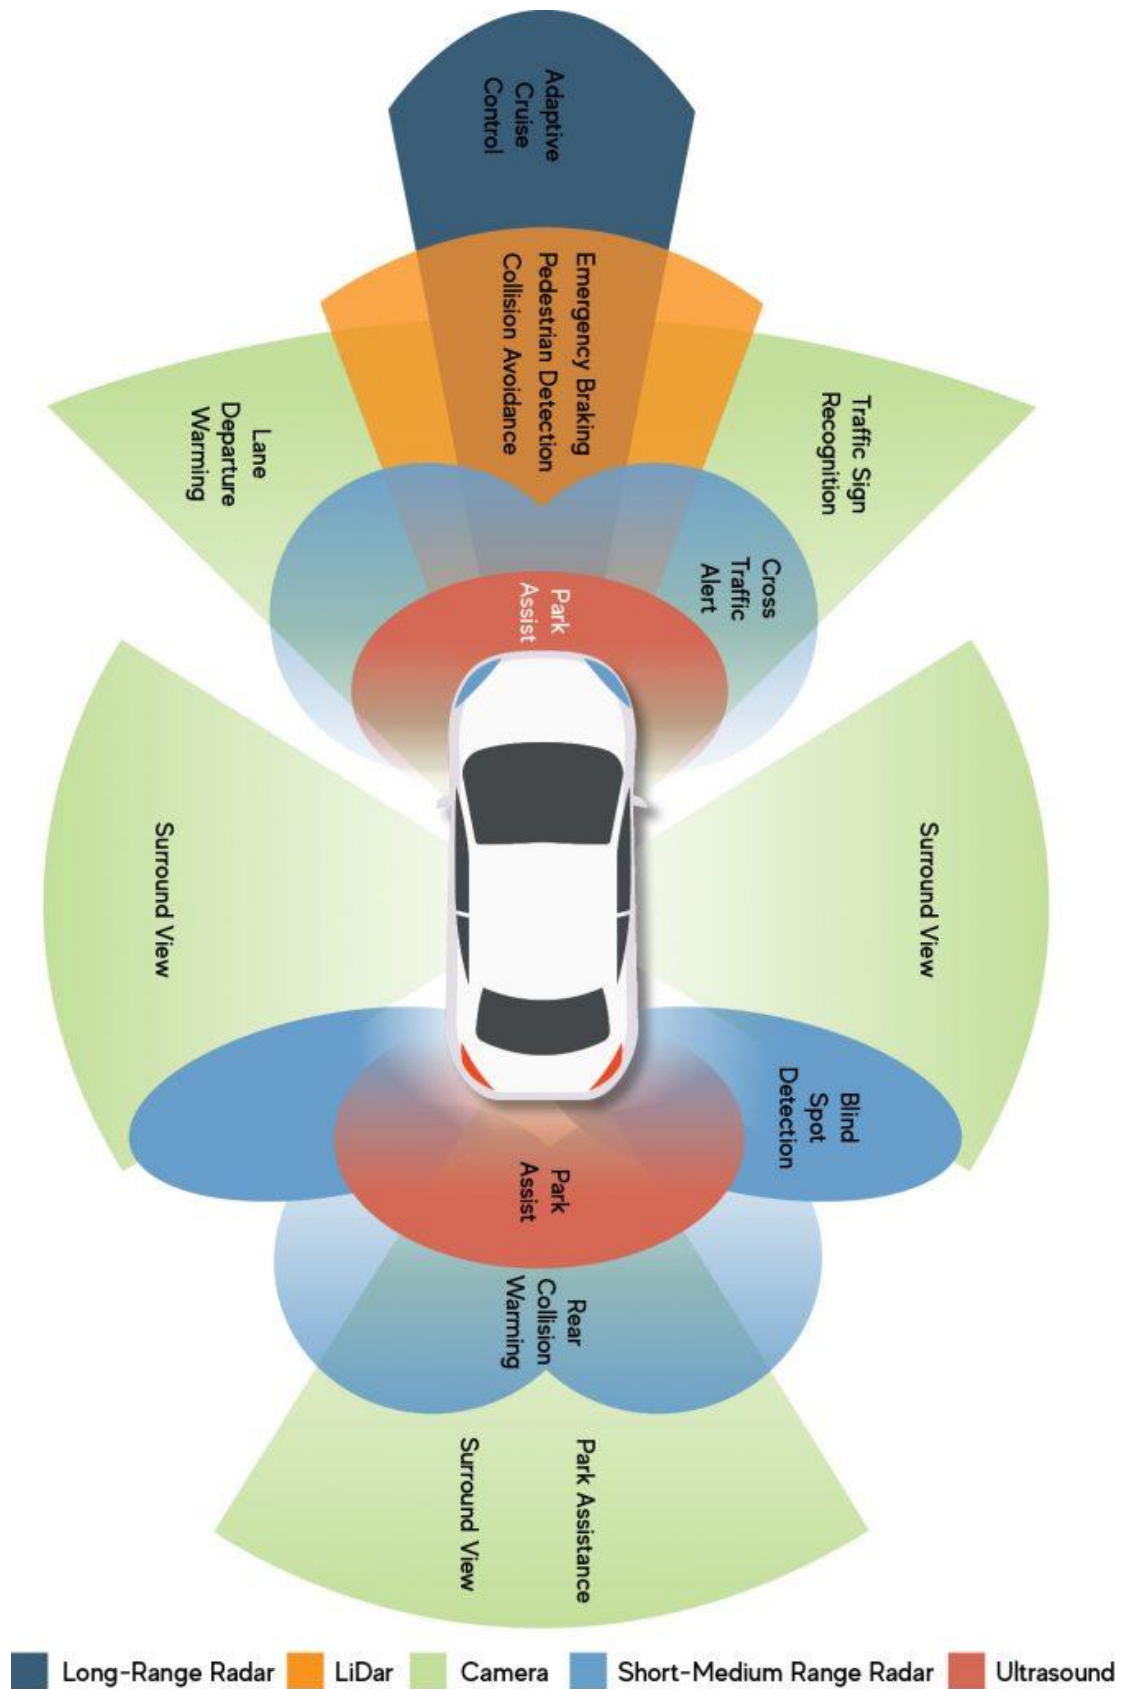 Adaptive
Cruise
Control
Emergency Braking
Pedestrian Detection
Collision Avoidance
Lane
Departure
Warming
Traffic Sign
Recognition
Cross
Traffic
Alert
Park
Assist
Surround View
Surround View
Blind
Spot
Detection
Park
Assist
Rear
Collision
Warming
Park Assistance
Surround View
Long-Range Radar
LiDar
Camera
Short-Medium Range Radar
Ultrasound